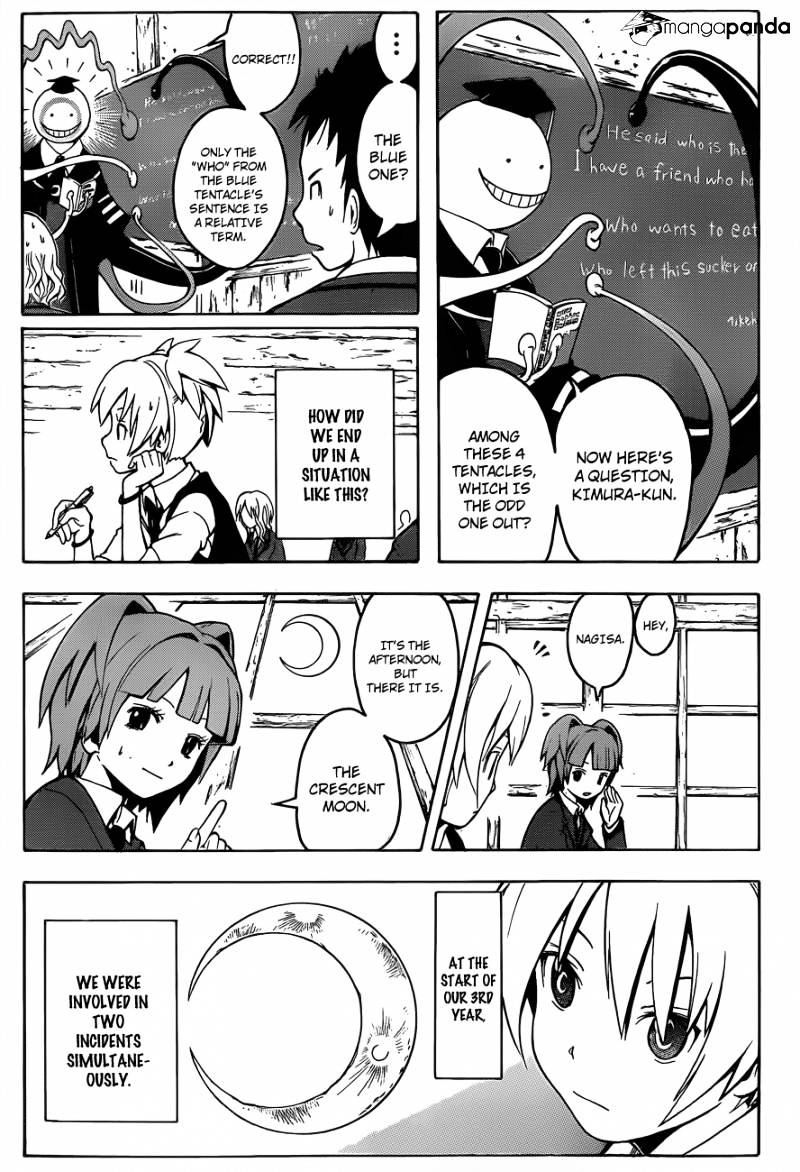 mangapanda
He said who is the
I have a friend who ha
Who wants to eat
Who left this sucker on
NOW HERE'S
A QUESTION,
KIMURA-KUN.
AMONG
THESE 4
TENTACLES,
WHICH IS
THE ODD
ONE OUT?
...
THE
BLUE
ONE?
CORRECT!!
ONLY THE
"WHO" FROM
THE BLUE
TENTACLE'S
SENTENCE IS
A RELATIVE
TERM.
HOW DID
WE END
UP IN A
SITUATION
LIKE THIS?
HEY,
NAGISA.
IT'S THE
AFTERNOON,
BUT
THERE IT IS.
THE
CRESCENT
MOON.
AT THE
START OF
OUR 3RD
YEAR,
WE WERE
INVOLVED IN
TWO
INCIDENTS
SIMULTANE-
OUSLY.